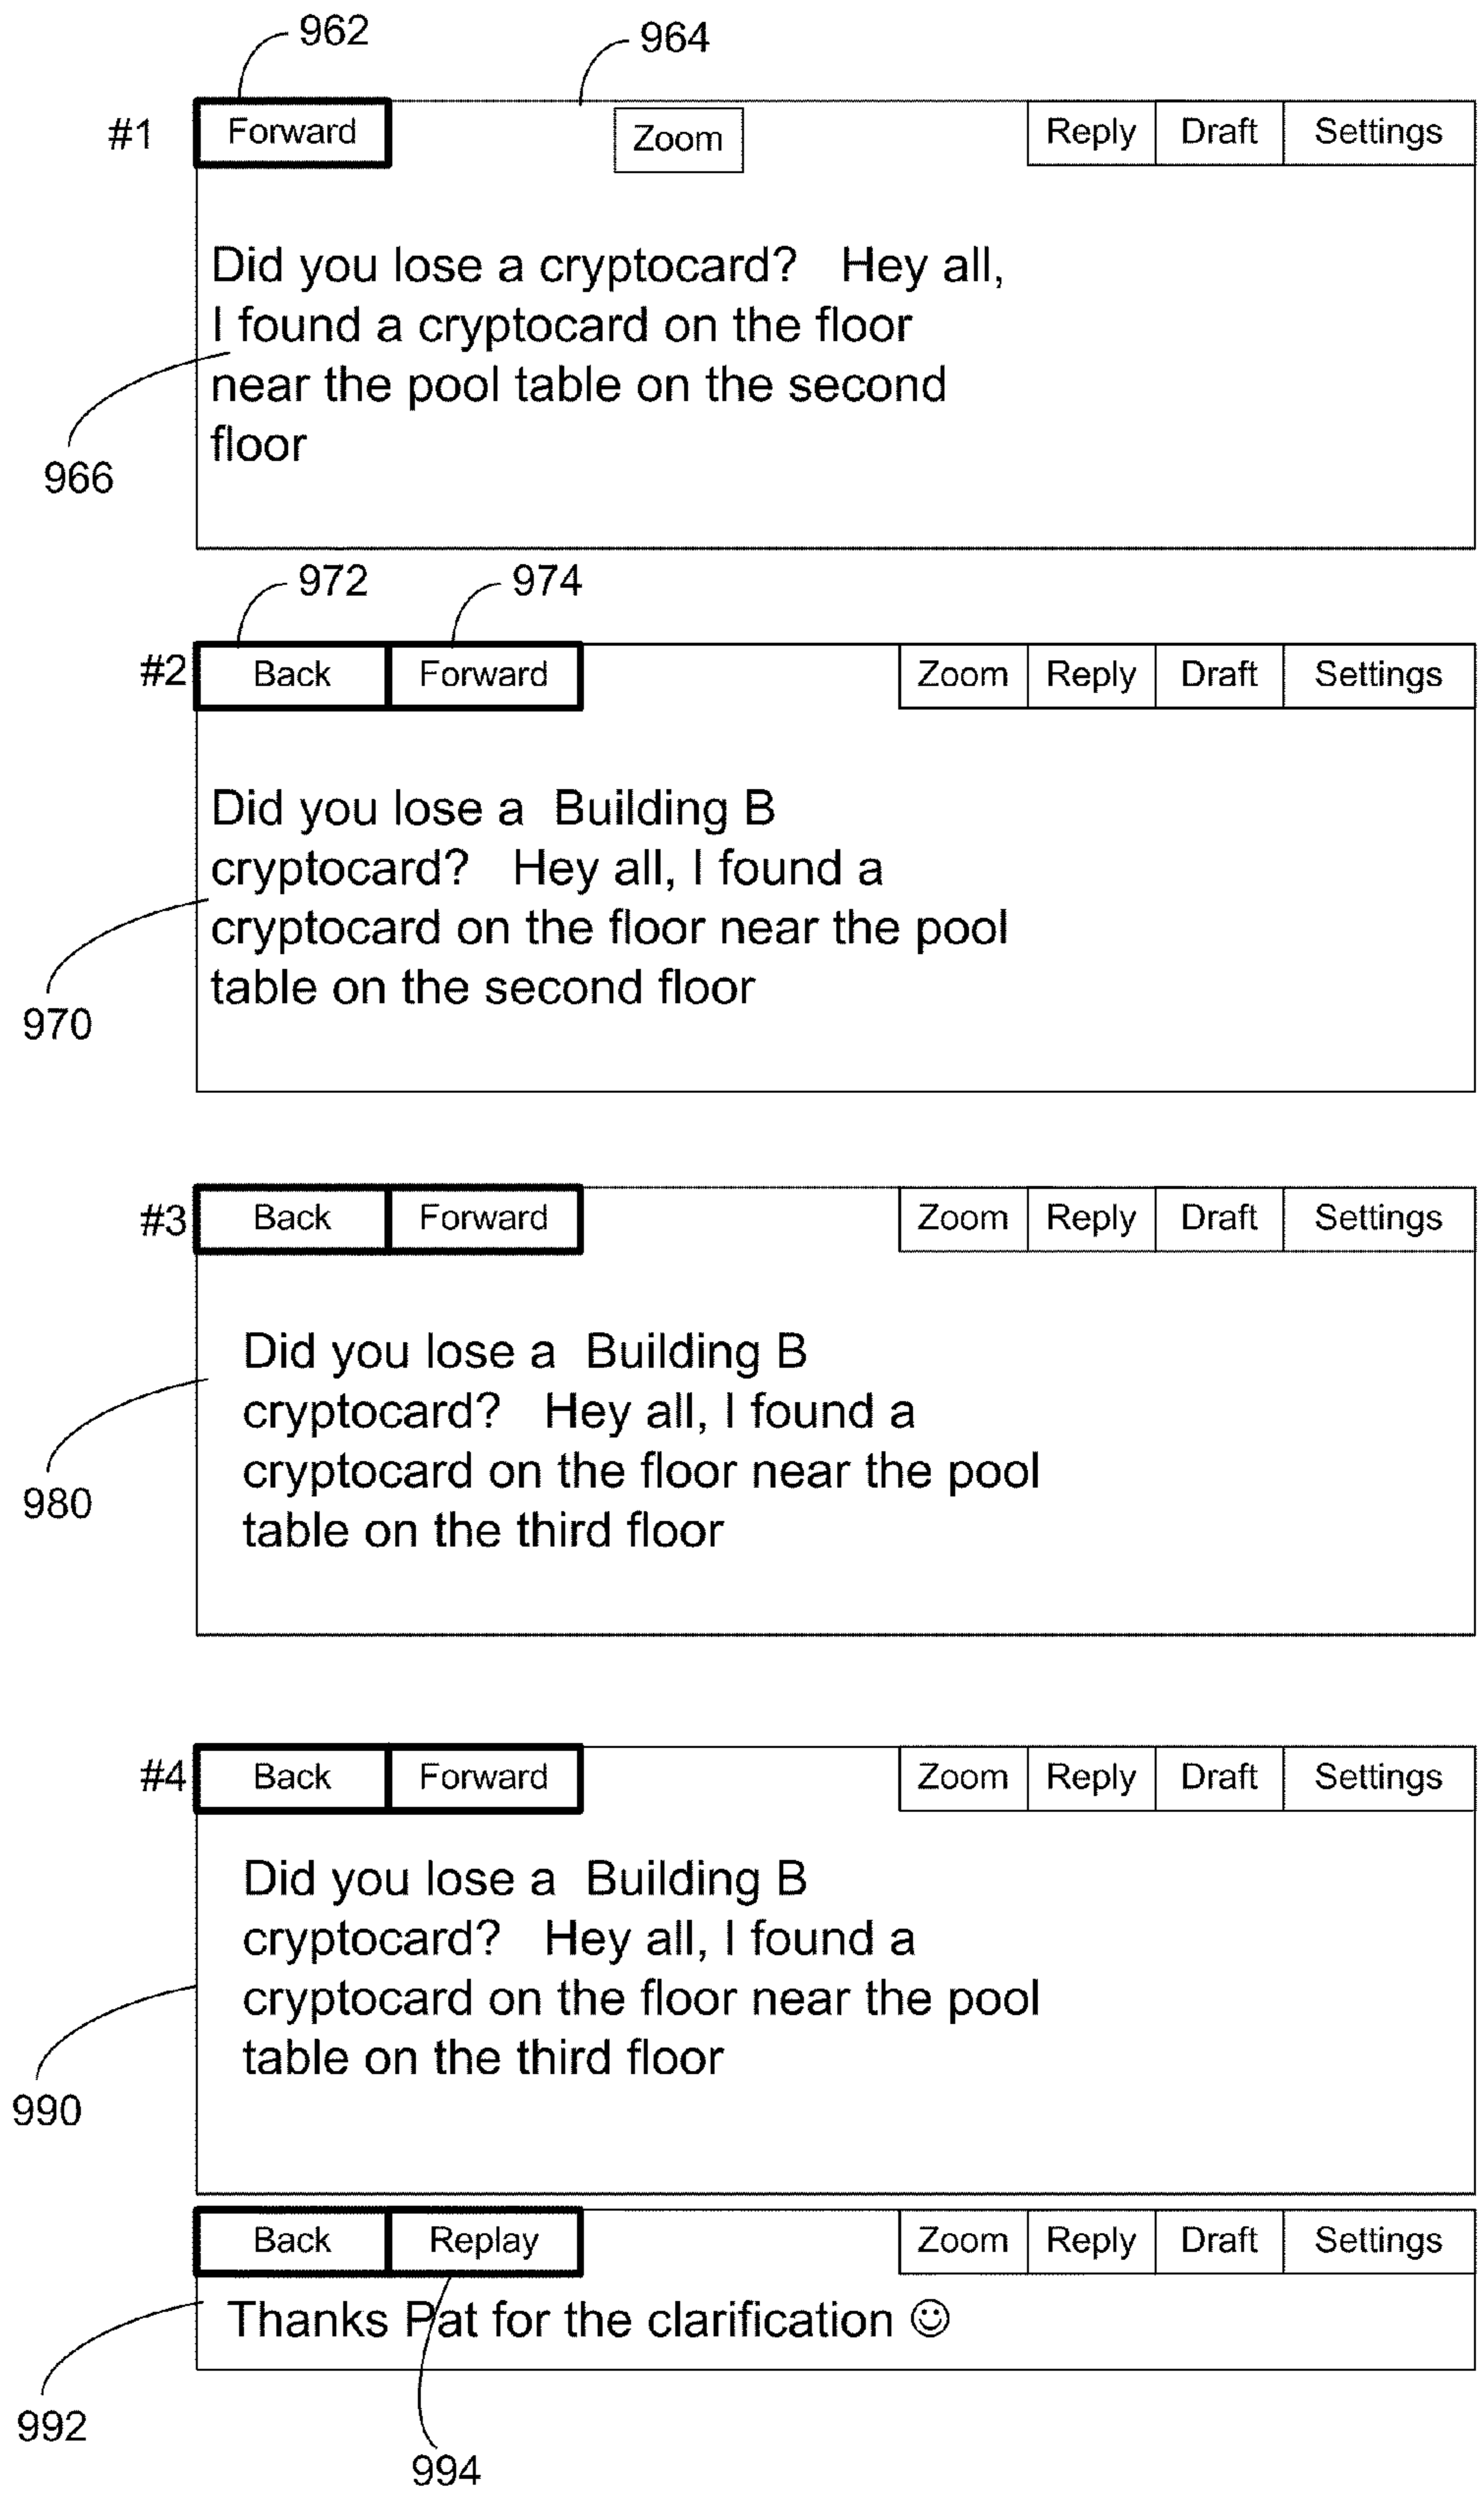 962
964
#1
Forward
Zoom
Reply
Draft
Settings
Did you lose a cryptocard? Hey all,
I found a cryptocard on the floor
near the pool table on the second
floor
966
972
974
#2
Back
Forward
Zoom
Reply
Draft
Settings
Did you lose a Building B
cryptocard? Hey all, I found a
cryptocard on the floor near the pool
table on the second floor
970
#3
Back
Forward
Zoom
Reply
Draft
Settings
Did you lose a Building B
cryptocard? Hey all, I found a
cryptocard on the floor near the pool
table on the third floor
980
#4
Back
Forward
Zoom
Reply
Draft
Settings
Did you lose a Building B
cryptocard? Hey all, I found a
cryptocard on the floor near the pool
table on the third floor
990
Back
Replay
Zoom
Reply
Draft
Settings
Thanks Pat for the clarification ☺
992
994